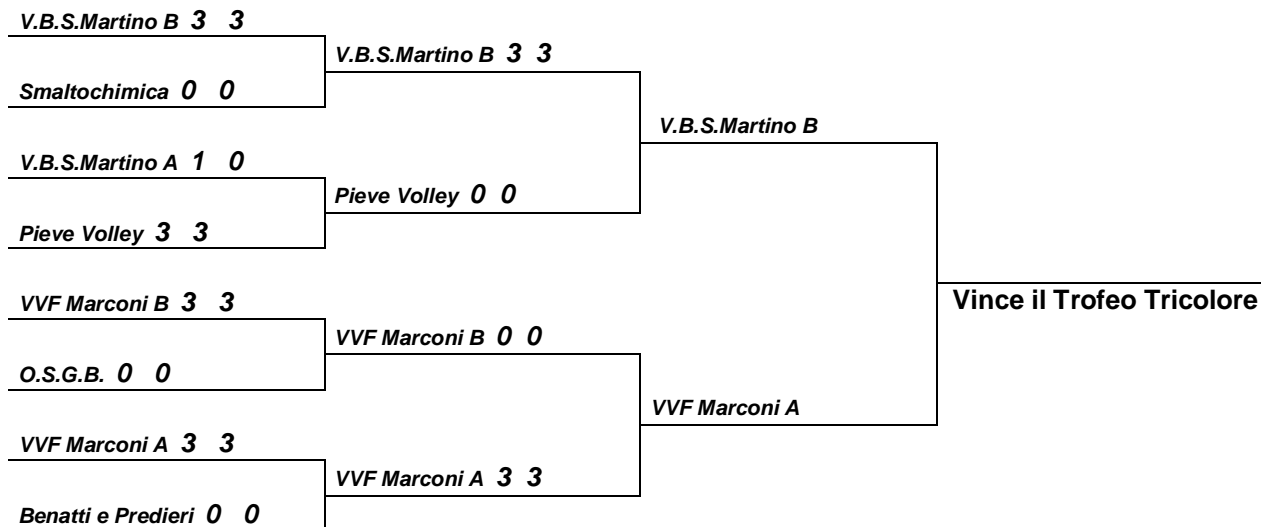 V.B.S.Martino B 3 3
V.B.S.Martino B 3 3
Smaltochimica 0 0
V.B.S.Martino B
V.B.S.Martino A 1 0
Pieve Volley 0 0
Pieve Volley 3 3
VVF Marconi B 3 3
Vince il Trofeo Tricolore
VVF Marconi B 0 0
O.S.G.B. 0 0
VVF Marconi A
VVF Marconi A 3 3
VVF Marconi A 3 3
Benatti e Predieri 0 0